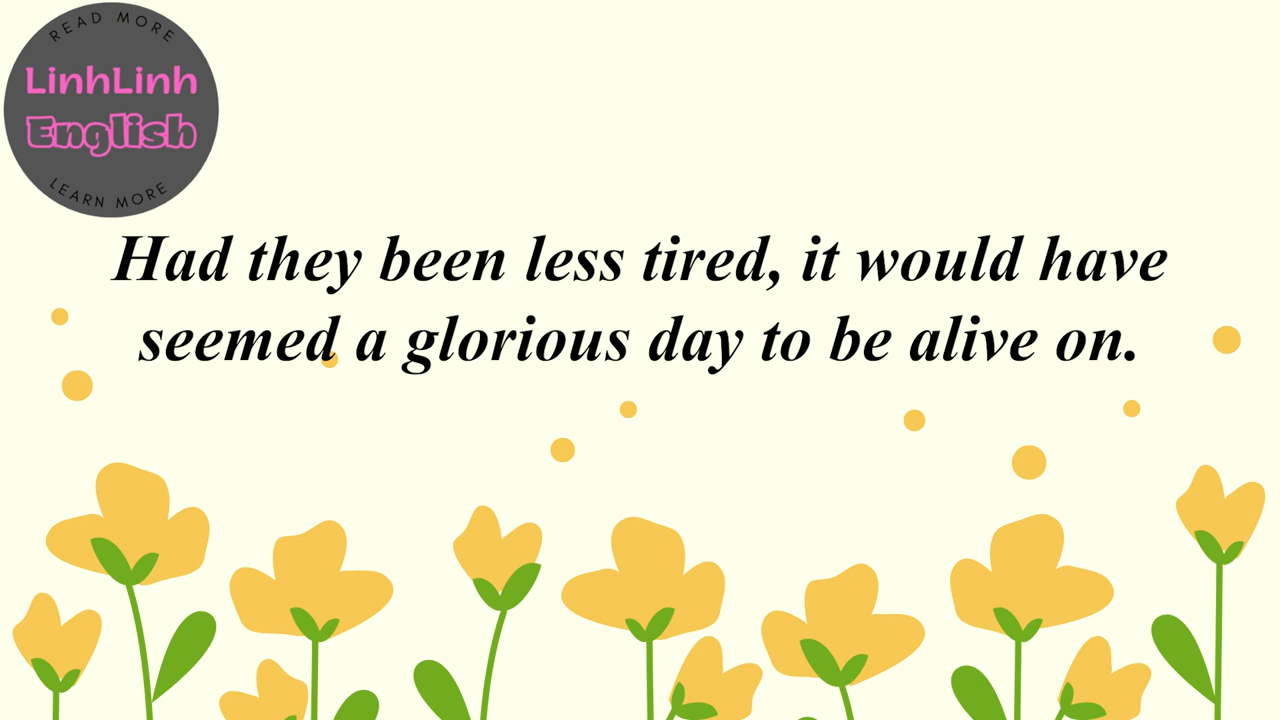 READ MORE
LinhLinh
English
LEARN MORE
Had they been less tired, it would have
seemed a glorious day to be alive on.